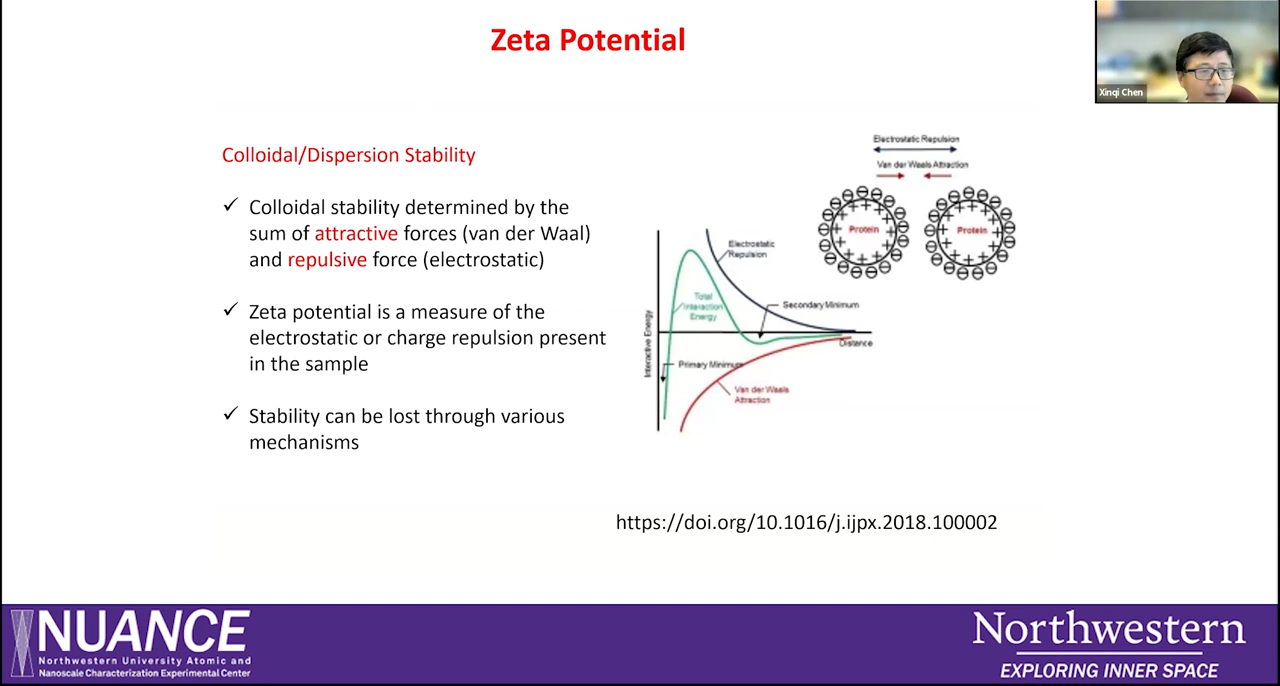 Zeta Potential
Xinqi Chen
Colloidal/Dispersion Stability
✓ Colloidal stability determined by the
sum of attractive forces (van der Waal)
and repulsive force (electrostatic)
✓ Zeta potential is a measure of the
electrostatic or charge repulsion present
in the sample
✓ Stability can be lost through various
mechanisms
Electrostatic Repulsion
Van der Waals Attraction
Protein
Protein
Electrostatic
Repulsion
Total
Interaction
Energy
Secondary Minimum
Interactive Energy
Distance
Primary Minimum
Van der Waals
Attraction
https://doi.org/10.1016/j.ijpx.2018.100002
NUANCE
Northwestern University Atomic and
Nanoscale Characterization Experimental Center
Northwestern
EXPLORING INNER SPACE